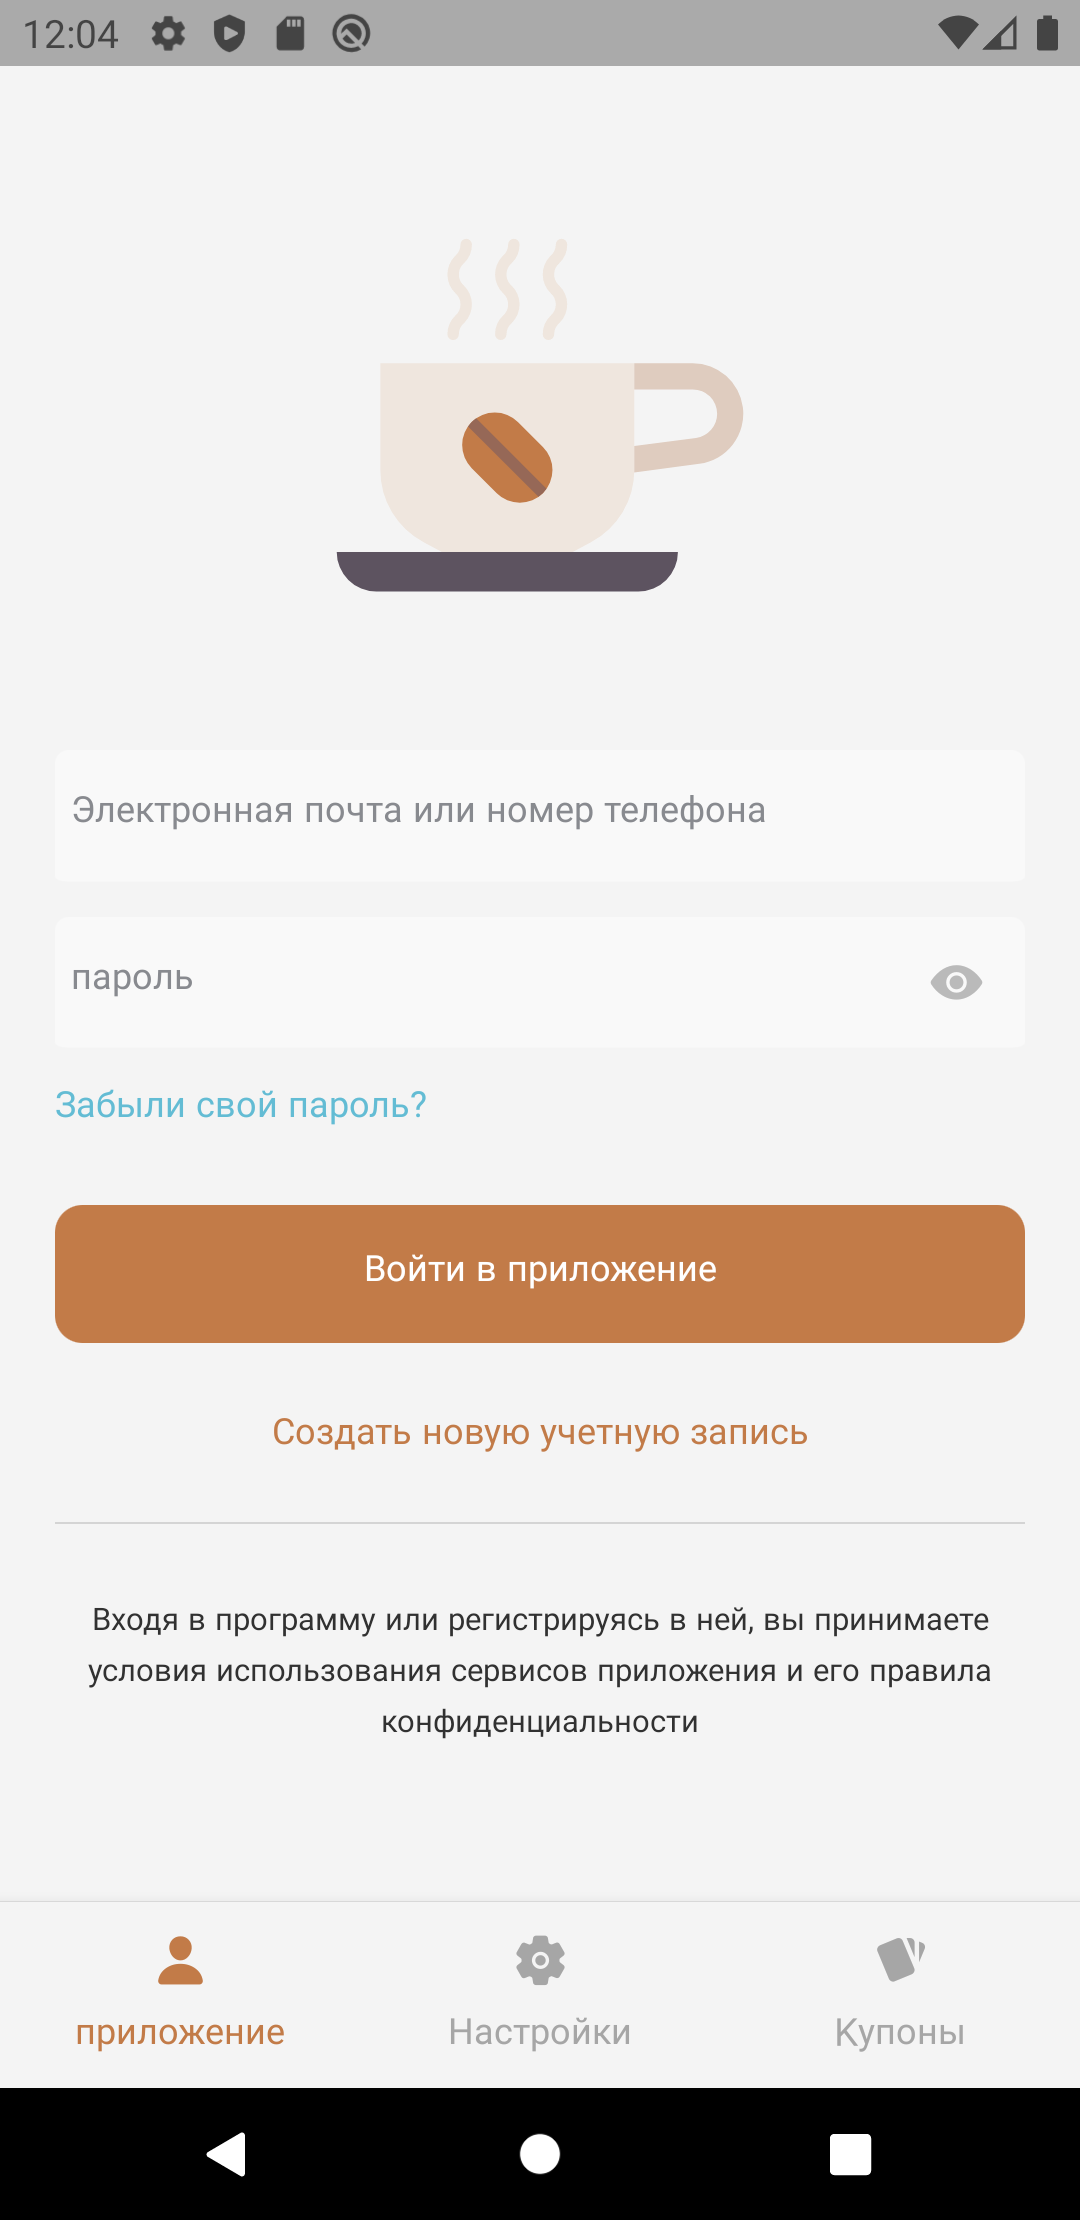 12:04
Электронная почта или номер телефона
пароль
Забыли свой пароль?
Войти в приложение
Создать новую учетную запись
Входя в программу или регистрируясь в ней, вы принимаете
условия использования сервисов приложения и его правила
конфиденциальности
приложение
Настройки
Купоны